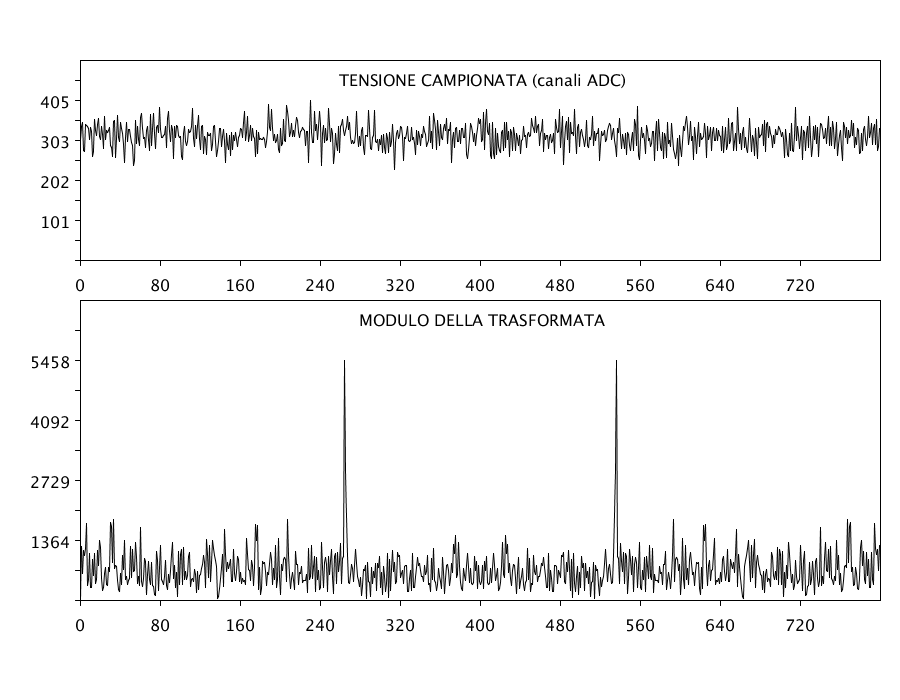 TENSIONE CAMPIONATA (canali ADC)
405
303
202
101
0 80 160 240 320 400 480 560 640 720
MODULO DELLA TRASFORMATA
5458
4092
2729
1364
0 80 160 240 320 400 480 560 640 720